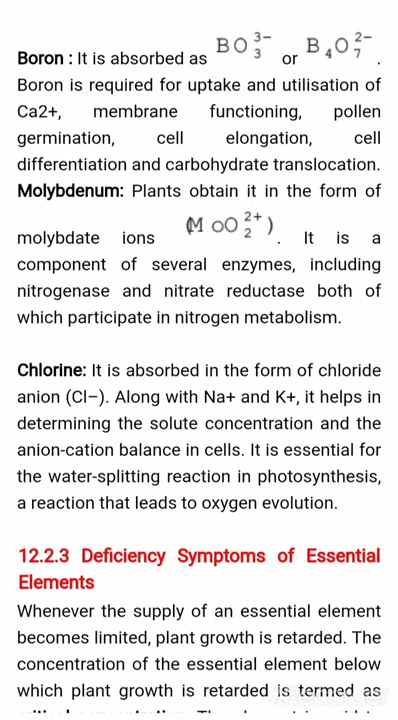 Boron : It is absorbed as BO₃³⁻ or B₄O₇²⁻ .
Boron is required for uptake and utilisation of
Ca2+, membrane functioning, pollen
germination, cell elongation, cell
differentiation and carbohydrate translocation.
Molybdenum: Plants obtain it in the form of
molybdate ions (MoO₂²⁺) . It is a
component of several enzymes, including
nitrogenase and nitrate reductase both of
which participate in nitrogen metabolism.
Chlorine: It is absorbed in the form of chloride
anion (Cl–). Along with Na+ and K+, it helps in
determining the solute concentration and the
anion-cation balance in cells. It is essential for
the water-splitting reaction in photosynthesis,
a reaction that leads to oxygen evolution.
12.2.3 Deficiency Symptoms of Essential
Elements
Whenever the supply of an essential element
becomes limited, plant growth is retarded. The
concentration of the essential element below
which plant growth is retarded is termed as